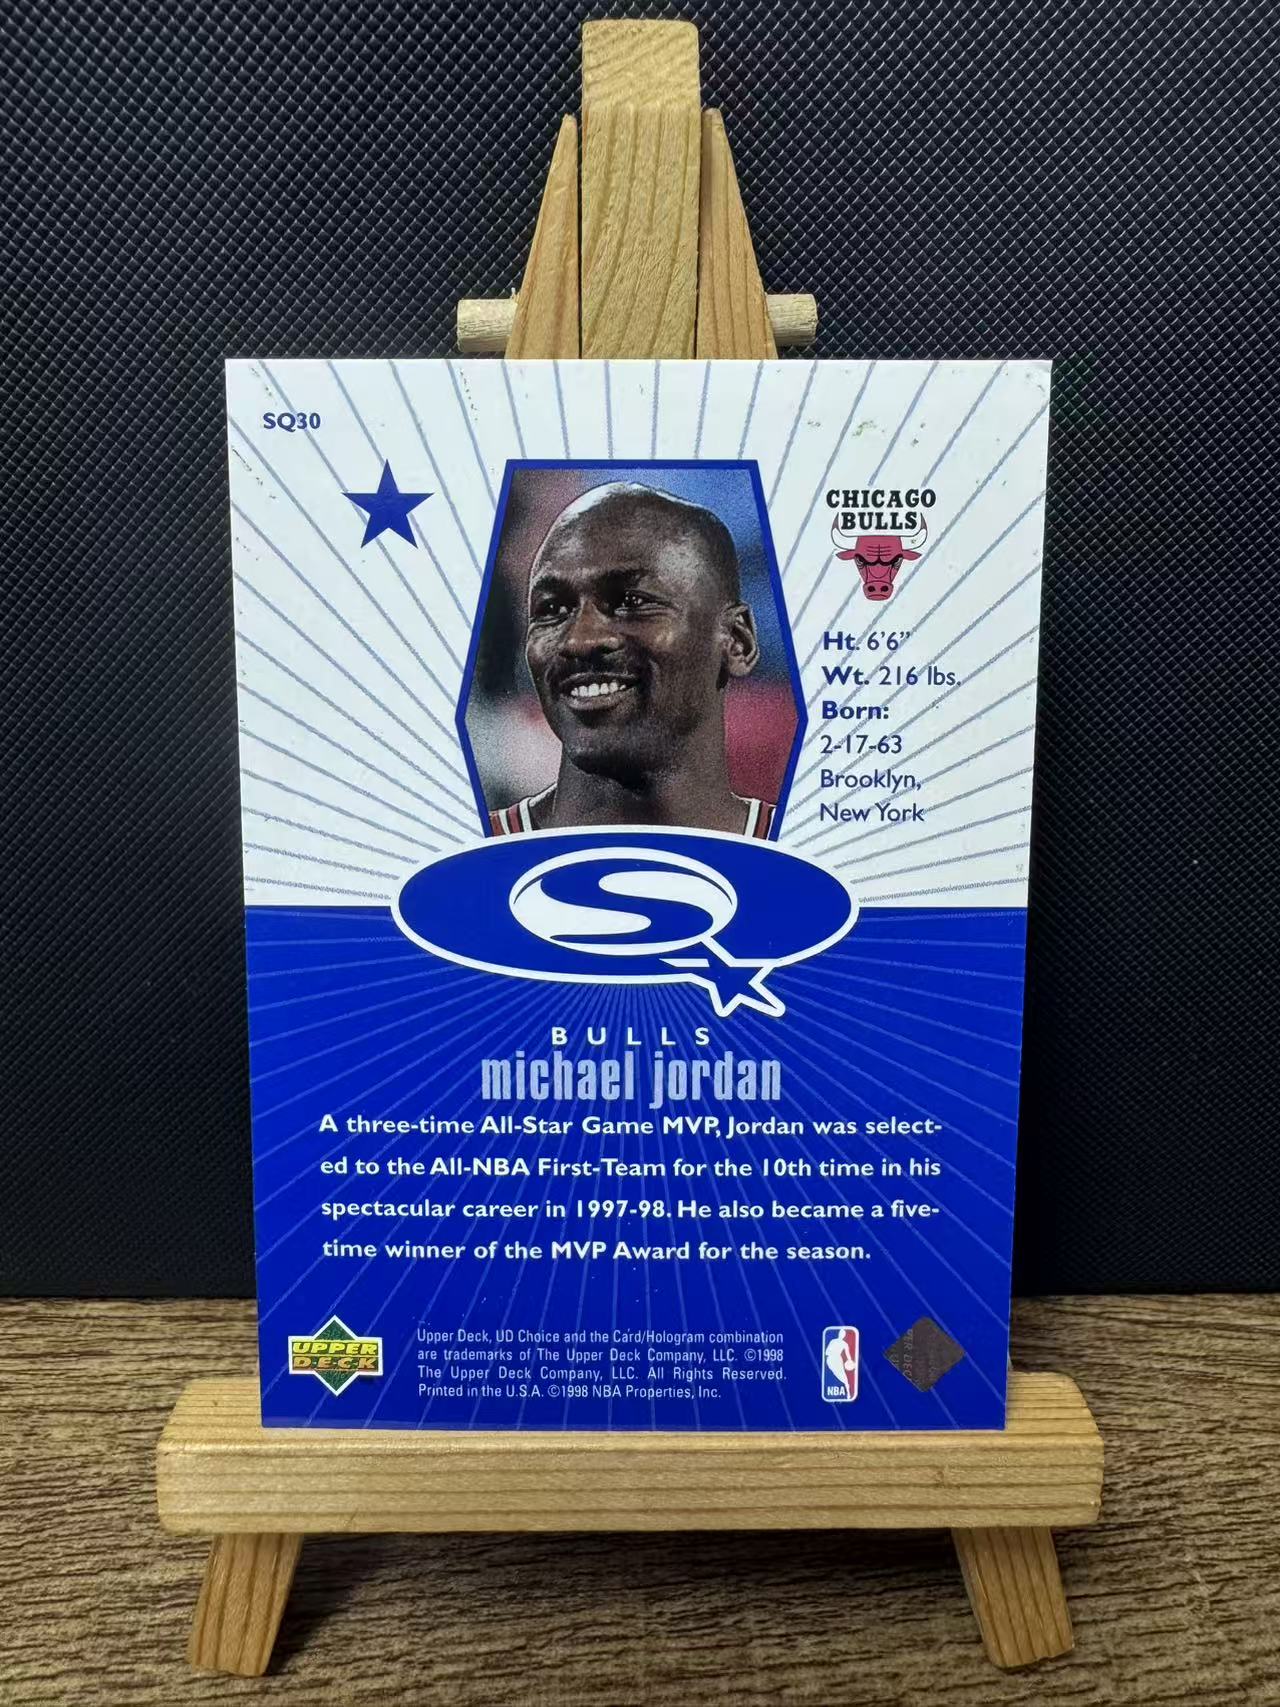 SQ30
CHICAGO
BULLS
Ht. 6'6"
Wt. 216 lbs.
Born:
2-17-63
Brooklyn,
New York
BULLS
michael jordan
A three-time All-Star Game MVP, Jordan was select-
ed to the All-NBA First-Team for the 10th time in his
spectacular career in 1997-98. He also became a five-
time winner of the MVP Award for the season.
UPPER
DECK
Upper Deck, UD Choice and the Card/Hologram combination
are trademarks of The Upper Deck Company, LLC. ©1998
The Upper Deck Company, LLC. All Rights Reserved.
Printed in the U.S.A. ©1998 NBA Properties, Inc.
NBA